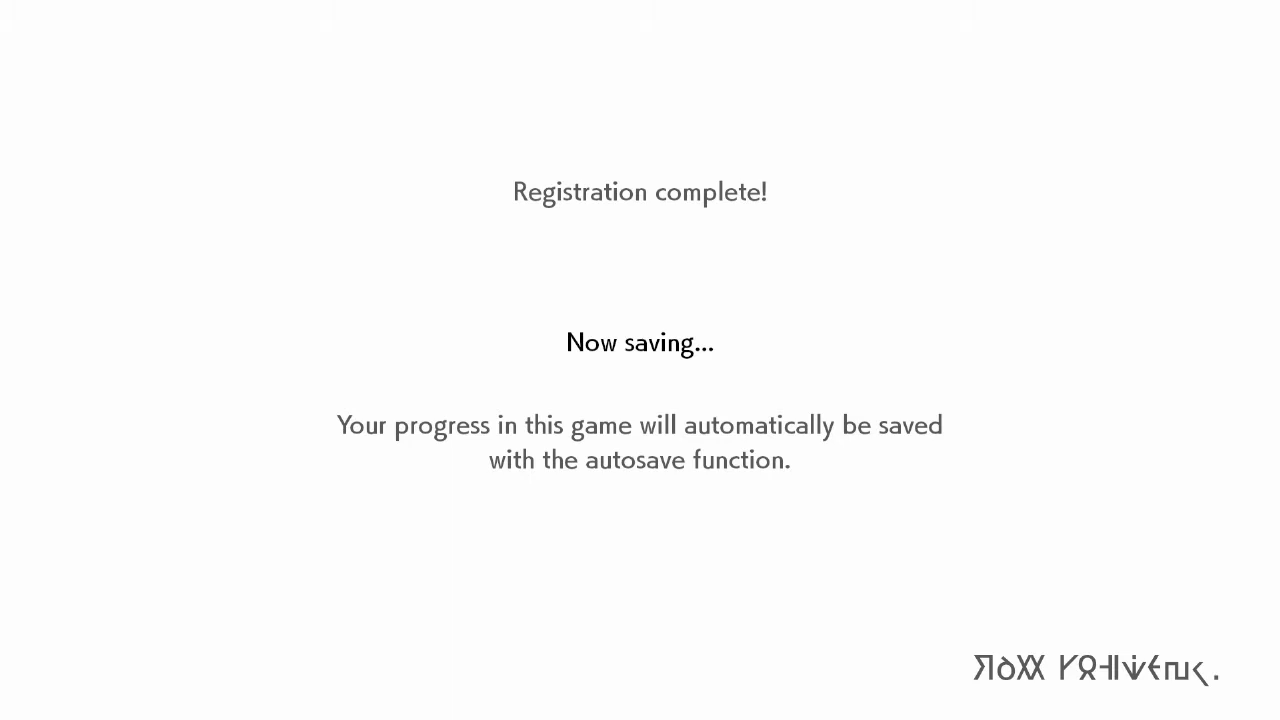 Registration complete!
Now saving...
Your progress in this game will automatically be saved
with the autosave function.